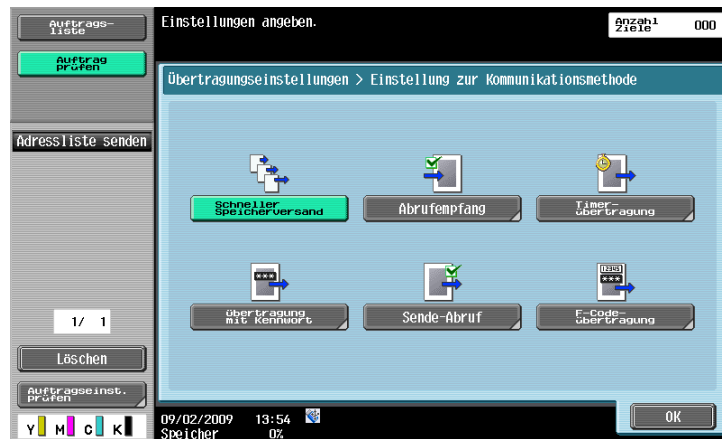 Auftrags-
liste
Auftrag
prüfen
Einstellungen angeben.
Anzahl
Ziele
000
Übertragungseinstellungen > Einstellung zur Kommunikationsmethode
Adressliste senden
Schneller
Speicherversand
Abrufempfang
Timer-
übertragung
12345
***
***
übertragung
mit Kennwort
Sende-Abruf
F-Code-
übertragung
1/ 1
Löschen
Auftragseinst.
prüfen
Y M C K
09/02/2009 13:54
Speicher 0%
OK